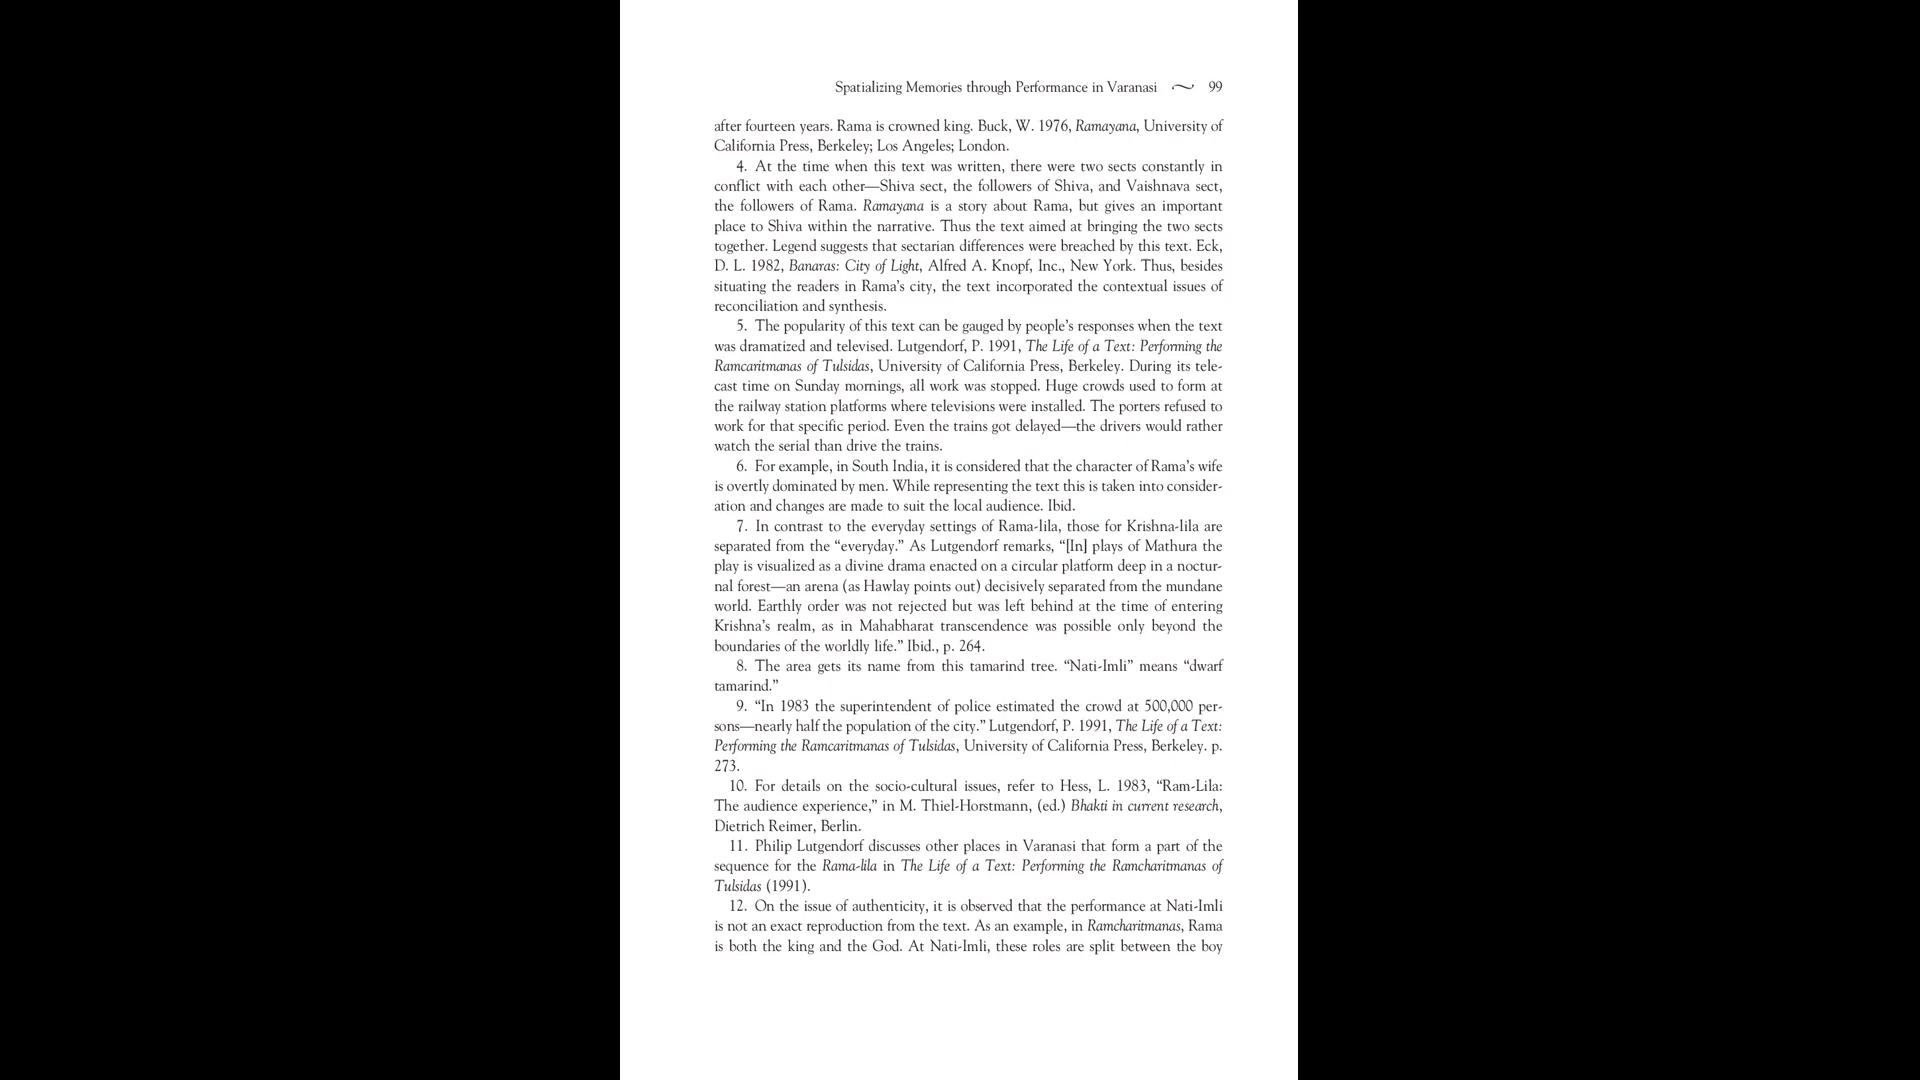 Spatializing Memories through Performance in Varanasi ~ 99
after fourteen years. Rama is crowned king. Buck, W. 1976, Ramayana, University of
California Press, Berkeley; Los Angeles; London.
4. At the time when this text was written, there were two sects constantly in
conflict with each other—Shiva sect, the followers of Shiva, and Vaishnava sect,
the followers of Rama. Ramayana is a story about Rama, but gives an important
place to Shiva within the narrative. Thus the text aimed at bringing the two sects
together. Legend suggests that sectarian differences were breached by this text. Eck,
D. L. 1982, Banaras: City of Light, Alfred A. Knopf, Inc., New York. Thus, besides
situating the readers in Rama's city, the text incorporated the contextual issues of
reconciliation and synthesis.
5. The popularity of this text can be gauged by people's responses when the text
was dramatized and televised. Lutgendorf, P. 1991, The Life of a Text: Performing the
Ramcaritmanas of Tulsidas, University of California Press, Berkeley. During its tele-
cast time on Sunday mornings, all work was stopped. Huge crowds used to form at
the railway station platforms where televisions were installed. The porters refused to
work for that specific period. Even the trains got delayed—the drivers would rather
watch the serial than drive the trains.
6. For example, in South India, it is considered that the character of Rama's wife
is overtly dominated by men. While representing the text this is taken into consider-
ation and changes are made to suit the local audience. Ibid.
7. In contrast to the everyday settings of Rama-lila, those for Krishna-lila are
separated from the “everyday.” As Lutgendorf remarks, “[In] plays of Mathura the
play is visualized as a divine drama enacted on a circular platform deep in a noctur-
nal forest—an arena (as Hawlay points out) decisively separated from the mundane
world. Earthly order was not rejected but was left behind at the time of entering
Krishna's realm, as in Mahabharat transcendence was possible only beyond the
boundaries of the worldly life.” Ibid., p. 264.
8. The area gets its name from this tamarind tree. “Nati-Imli” means “dwarf
tamarind.”
9. “In 1983 the superintendent of police estimated the crowd at 500,000 per-
sons—nearly half the population of the city.” Lutgendorf, P. 1991, The Life of a Text:
Performing the Ramcaritmanas of Tulsidas, University of California Press, Berkeley. p.
273.
10. For details on the socio-cultural issues, refer to Hess, L. 1983, “Ram-Lila:
The audience experience,” in M. Thiel-Horstmann, (ed.) Bhakti in current research,
Dietrich Reimer, Berlin.
11. Philip Lutgendorf discusses other places in Varanasi that form a part of the
sequence for the Rama-lila in The Life of a Text: Performing the Ramcharitmanas of
Tulsidas (1991).
12. On the issue of authenticity, it is observed that the performance at Nati-Imli
is not an exact reproduction from the text. As an example, in Ramcharitmanas, Rama
is both the king and the God. At Nati-Imli, these roles are split between the boy